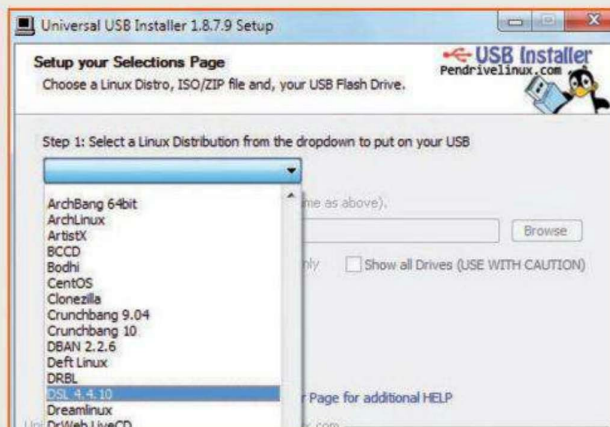 Universal USB Installer 1.8.7.9 Setup
Setup your Selections Page
Choose a Linux Distro, ISO/ZIP file and, your USB Flash Drive.
USB Installer
Pendrivelinux.com
Step 1: Select a Linux Distribution from the dropdown to put on your USB
ArchBang 64bit
me as above).
ArchLinux
ArtistX
Browse
BCCD
Bodhi
Show all Drives (USE WITH CAUTION)
CentOS
Clonezilla
Crunchbang 9.04
Crunchbang 10
DBAN 2.2.6
Deft Linux
DRBL
DSL 4.4.10
Page for additional HELP
Dreamlinux
DrWeb LiveCD